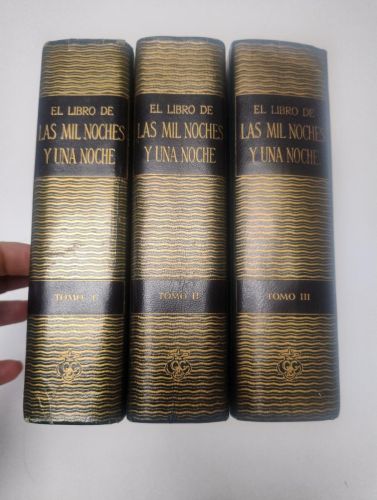 EL LIBRO DE
LAS MIL NOCHES
Y UNA NOCHE
TOMO I
EL LIBRO DE
LAS MIL NOCHES
Y UNA NOCHE
TOMO II
EL LIBRO DE
LAS MIL NOCHES
Y UNA NOCHE
TOMO III